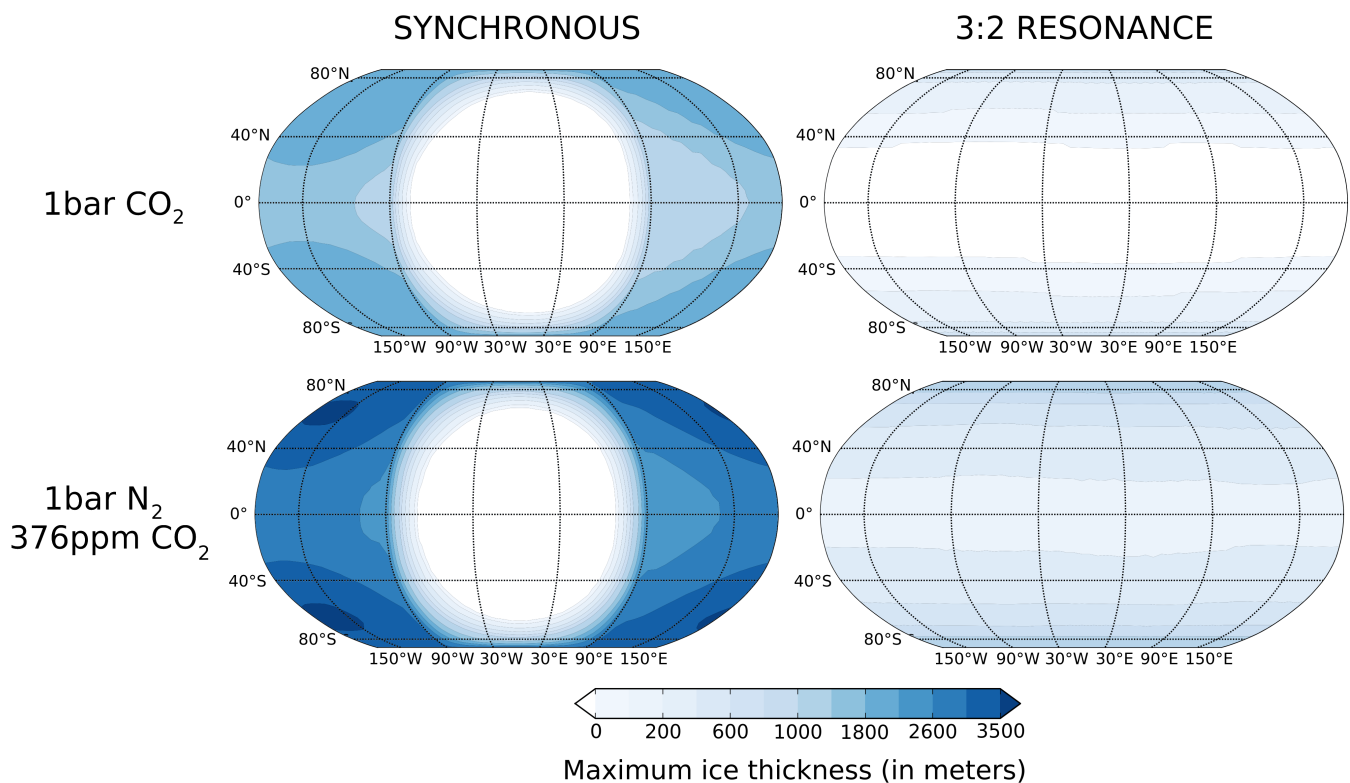 SYNCHRONOUS 3:2 RESONANCE
1bar CO₂
80°N
40°N
0°
40°S
80°S
150°W 90°W 30°W 30°E 90°E 150°E
80°N
40°N
0°
40°S
80°S
150°W 90°W 30°W 30°E 90°E 150°E
1bar N₂
376ppm CO₂
80°N
40°N
0°
40°S
80°S
150°W 90°W 30°W 30°E 90°E 150°E
80°N
40°N
0°
40°S
80°S
150°W 90°W 30°W 30°E 90°E 150°E
0 200 600 1000 1800 2600 3500
Maximum ice thickness (in meters)